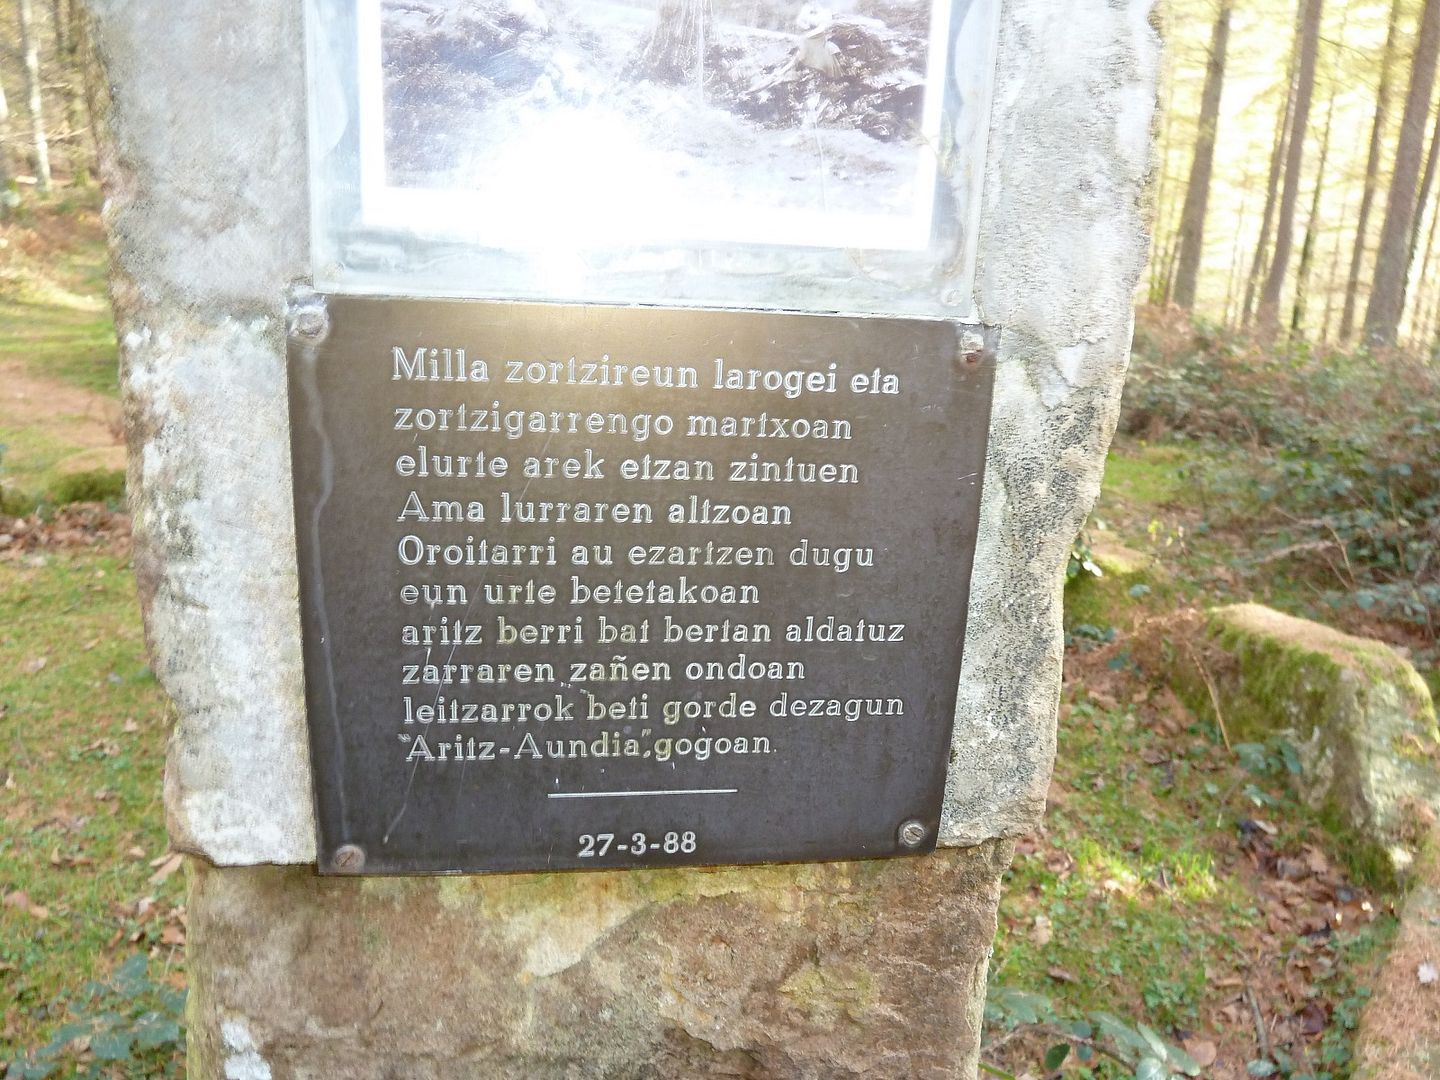 Milla zortzireun larogei eta
zortzigarrengo martxoan
elurte arek etzan zintuen
Ama lurraren altzoan
Oroitarri au ezartzen dugu
eun urte betetakoan
aritz berri bat bertan aldatuz
zarraren zañen ondoan
leitzarrok beti gorde dezagun
"Aritz-Aundia", gogoan.
27-3-88